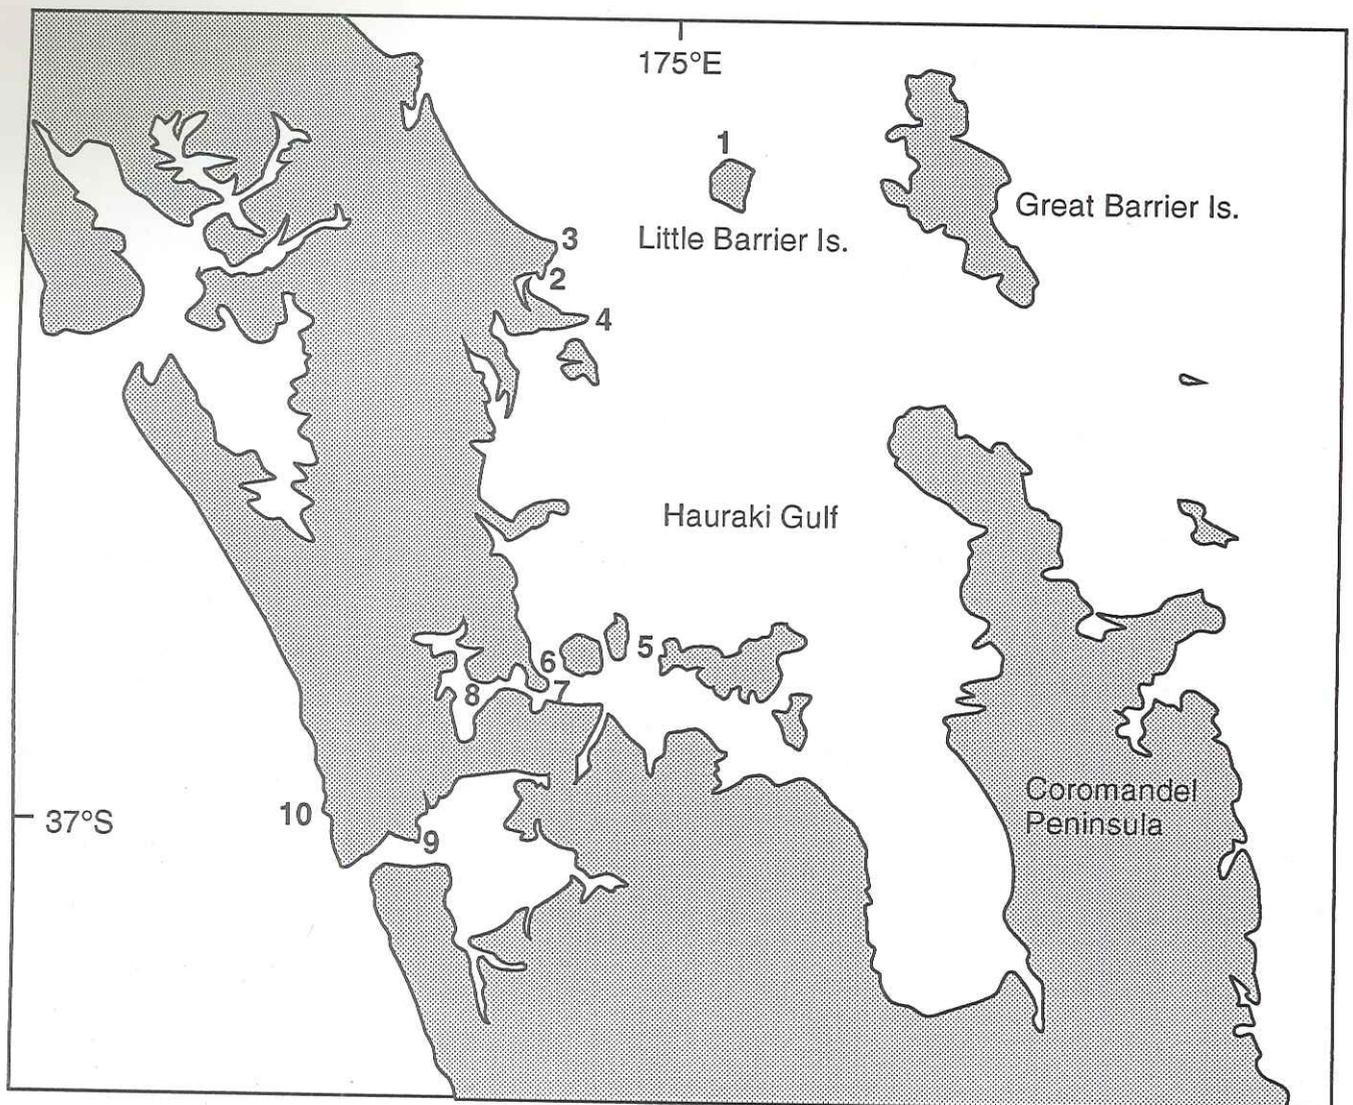 175°E
1
Great Barrier Is.
3
Little Barrier Is.
2
4
Hauraki Gulf
5
6
7
8
Coromandel
Peninsula
10
37°S
9